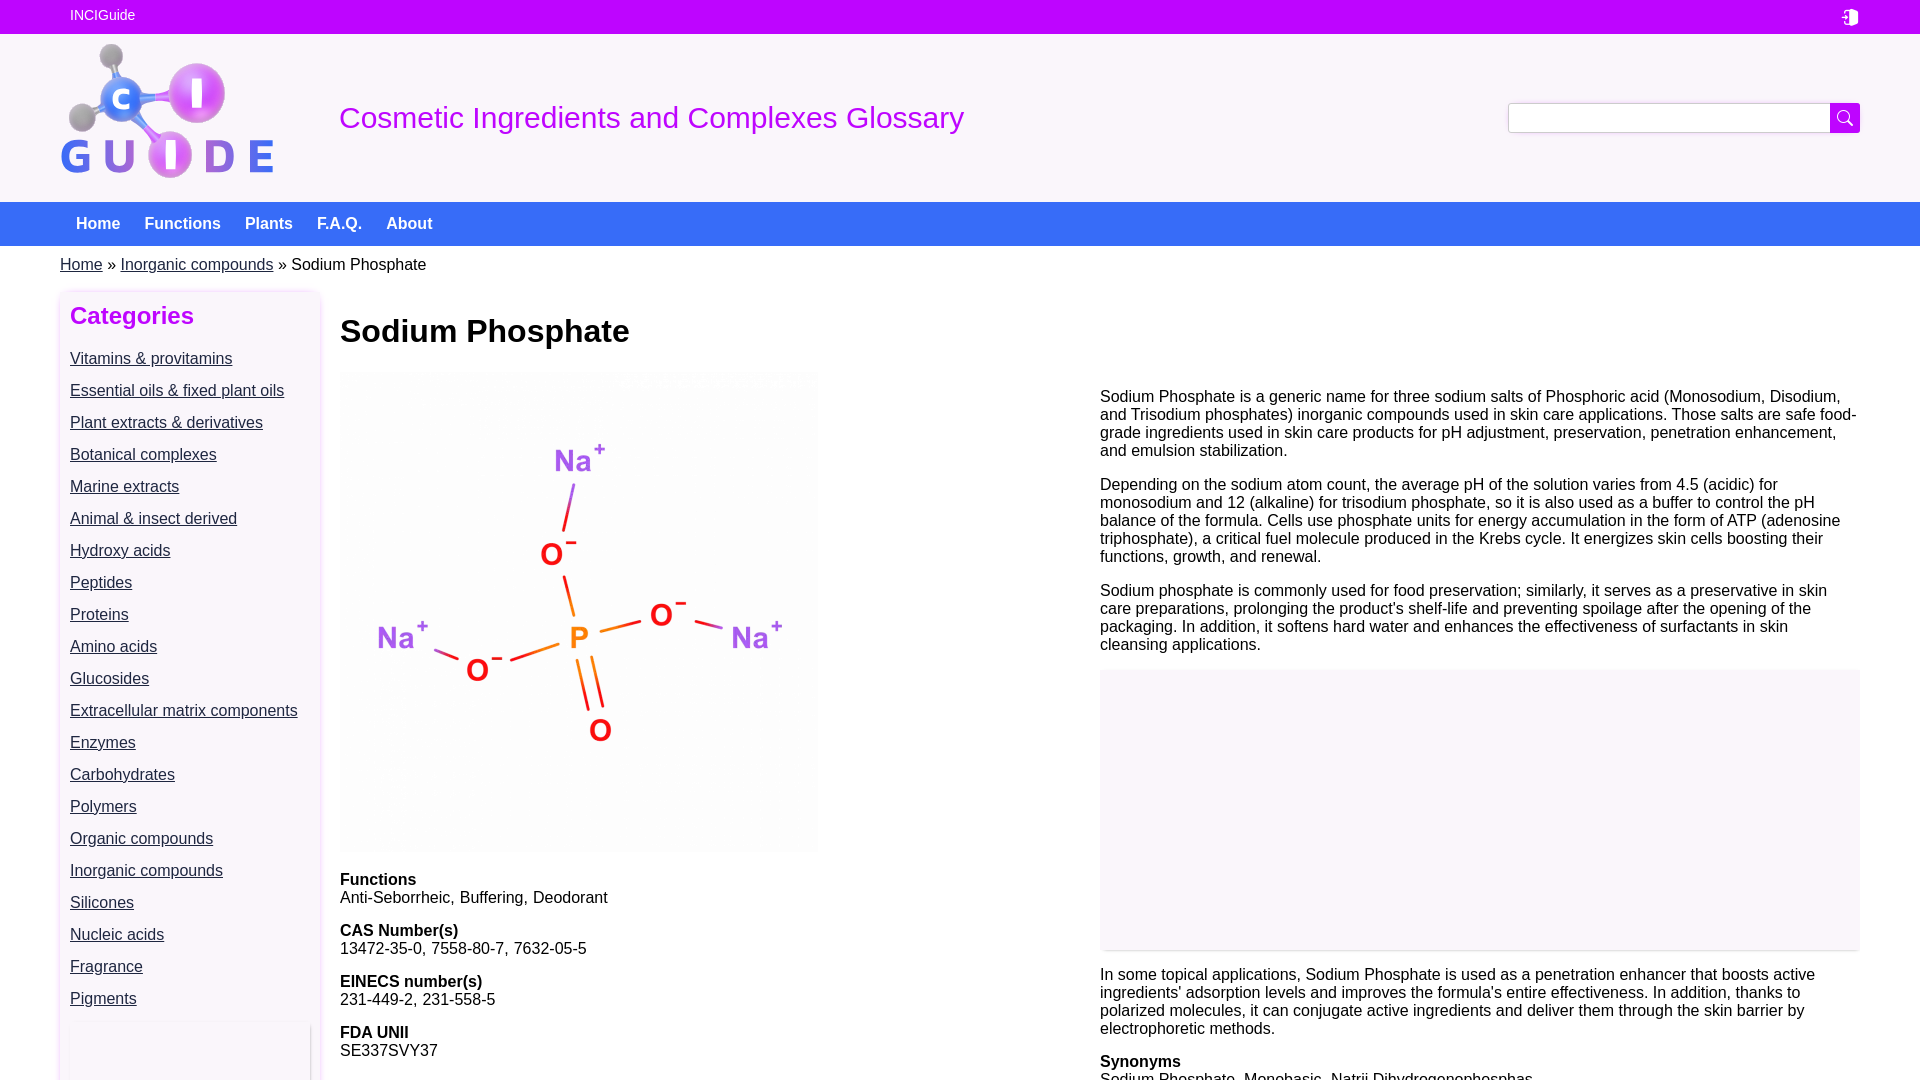 INCIGuide
C I
GUIDE
Cosmetic Ingredients and Complexes Glossary
Home Functions Plants F.A.Q. About
Home » Inorganic compounds » Sodium Phosphate
Categories
Vitamins & provitamins
Essential oils & fixed plant oils
Plant extracts & derivatives
Botanical complexes
Marine extracts
Animal & insect derived
Hydroxy acids
Peptides
Proteins
Amino acids
Glucosides
Extracellular matrix components
Enzymes
Carbohydrates
Polymers
Organic compounds
Inorganic compounds
Silicones
Nucleic acids
Fragrance
Pigments
Sodium Phosphate
Na+
O−
O−
Na+
P
Na+
O−
O
Functions
Anti-Seborrheic, Buffering, Deodorant
CAS Number(s)
13472-35-0, 7558-80-7, 7632-05-5
EINECS number(s)
231-449-2, 231-558-5
FDA UNII
SE337SVY37
Sodium Phosphate is a generic name for three sodium salts of Phosphoric acid (Monosodium, Disodium,
and Trisodium phosphates) inorganic compounds used in skin care applications. Those salts are safe food-
grade ingredients used in skin care products for pH adjustment, preservation, penetration enhancement,
and emulsion stabilization.
Depending on the sodium atom count, the average pH of the solution varies from 4.5 (acidic) for
monosodium and 12 (alkaline) for trisodium phosphate, so it is also used as a buffer to control the pH
balance of the formula. Cells use phosphate units for energy accumulation in the form of ATP (adenosine
triphosphate), a critical fuel molecule produced in the Krebs cycle. It energizes skin cells boosting their
functions, growth, and renewal.
Sodium phosphate is commonly used for food preservation; similarly, it serves as a preservative in skin
care preparations, prolonging the product's shelf-life and preventing spoilage after the opening of the
packaging. In addition, it softens hard water and enhances the effectiveness of surfactants in skin
cleansing applications.
In some topical applications, Sodium Phosphate is used as a penetration enhancer that boosts active
ingredients' adsorption levels and improves the formula's entire effectiveness. In addition, thanks to
polarized molecules, it can conjugate active ingredients and deliver them through the skin barrier by
electrophoretic methods.
Synonyms
Sodium Phosphate, Monobasic, Natrii Dihydrogenophosphas